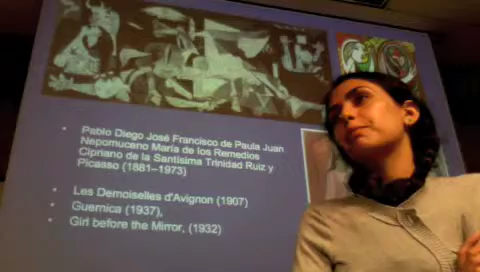 • Pablo Diego José Francisco de Paula Juan
Nepomuceno María de los Remedios
Cipriano de la Santísima Trinidad Ruiz y
Picasso (1881–1973)
• Les Demoiselles d'Avignon (1907)
• Guernica (1937),
• Girl before the Mirror, (1932)